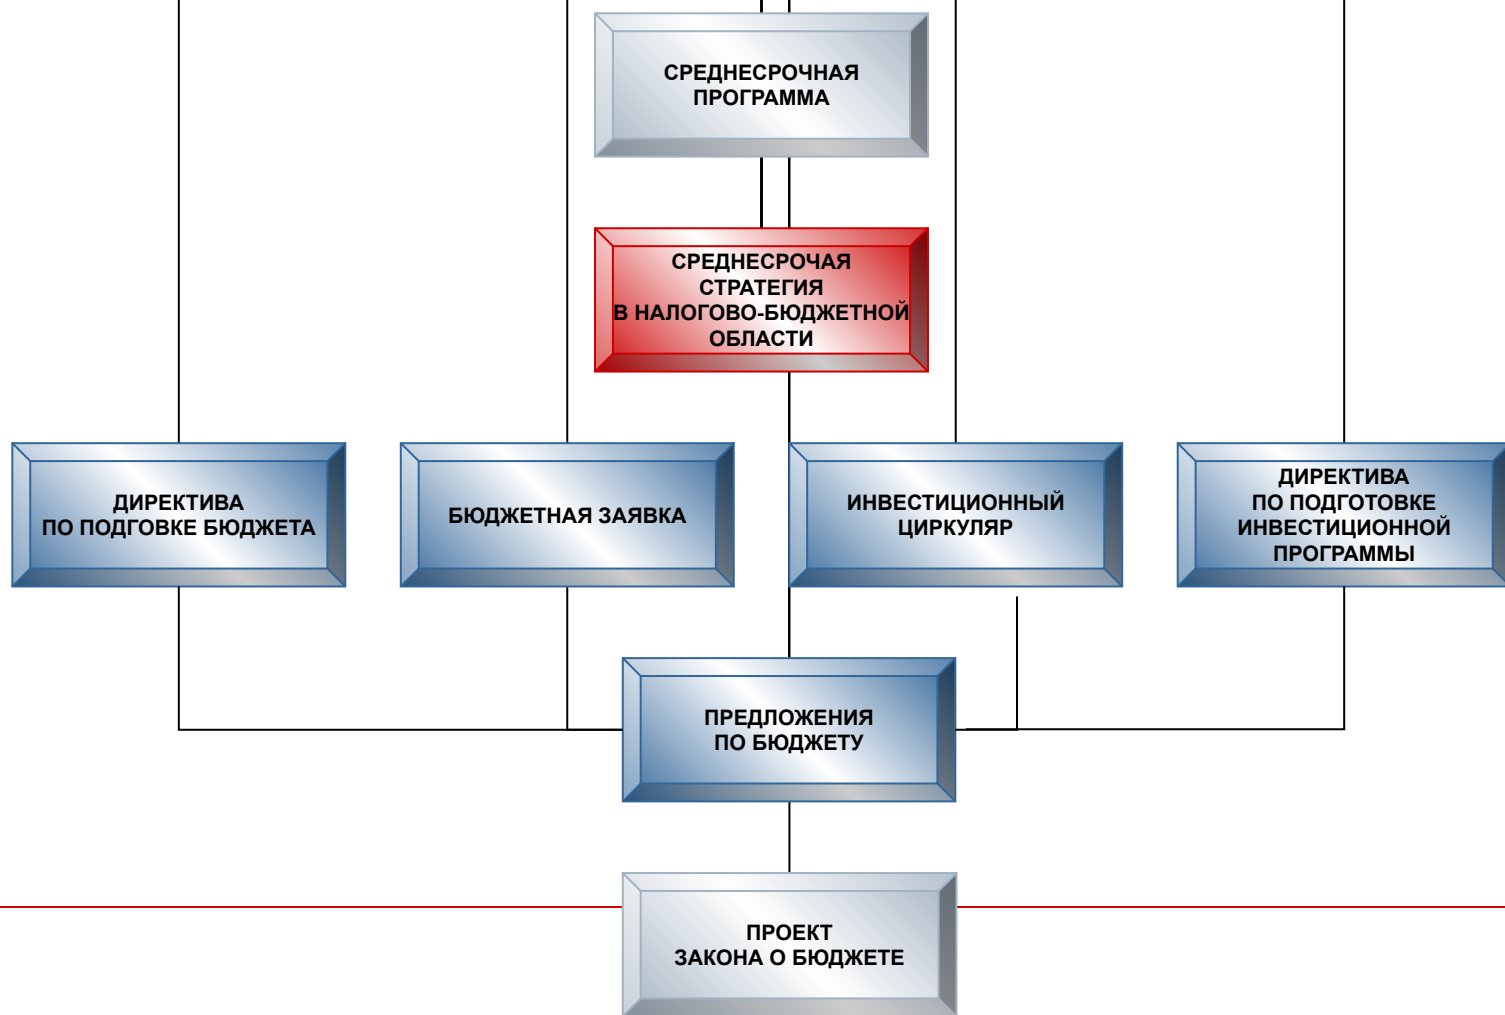 СРЕДНЕСРОЧНАЯ
ПРОГРАММА
СРЕДНЕСРОЧАЯ
СТРАТЕГИЯ
В НАЛОГОВО-БЮДЖЕТНОЙ
ОБЛАСТИ
ДИРЕКТИВА
ПО ПОДГОВКЕ БЮДЖЕТА
БЮДЖЕТНАЯ ЗАЯВКА
ИНВЕСТИЦИОННЫЙ
ЦИРКУЛЯР
ДИРЕКТИВА
ПО ПОДГОТОВКЕ
ИНВЕСТИЦИОННОЙ
ПРОГРАММЫ
ПРЕДЛОЖЕНИЯ
ПО БЮДЖЕТУ
ПРОЕКТ
ЗАКОНА О БЮДЖЕТЕ